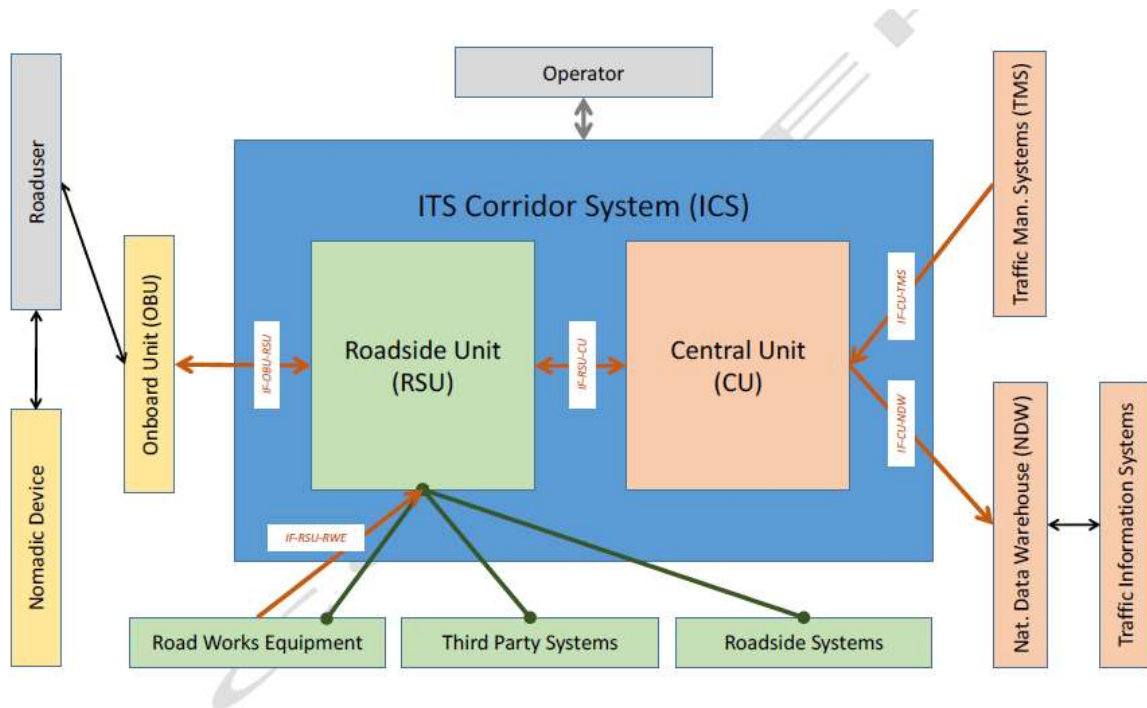 Operator
Roaduser
Traffic Man. Systems (TMS)
ITS Corridor System (ICS)
Onboard Unit (OBU)
IF-OBU-RSU
Roadside Unit
(RSU)
IF-RSU-CU
Central Unit
(CU)
IF-CU-TMS
IF-CU-NDW
Nomadic Device
Nat. Data Warehouse (NDW)
Traffic Information Systems
IF-RSU-RWE
Road Works Equipment
Third Party Systems
Roadside Systems